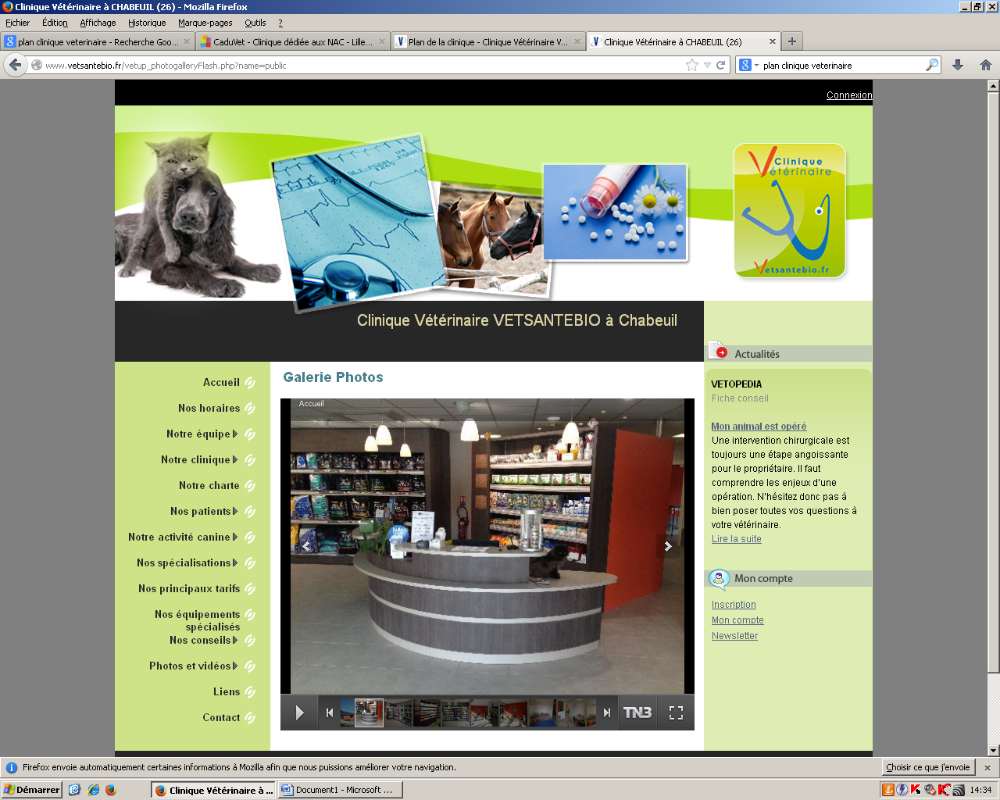 Clinique Vétérinaire à CHABEUIL (26) - Mozilla Firefox
Fichier Édition Affichage Historique Marque-pages Outils ?
plan clinique veterinaire - Recherche Goo...
CaduVet - Clinique dédiée aux NAC - Lille...
Plan de la clinique - Clinique Vétérinaire V...
Clinique Vétérinaire à CHABEUIL (26)
www.vetsantebio.fr/vetup_photogalleryFlash.php?name=public
plan clinique veterinaire
Connexion
Clinique
Vétérinaire
Vetsantebio.fr
Clinique Vétérinaire VETSANTEBIO à Chabeuil
Accueil
Nos horaires
Notre équipe
Notre clinique
Notre charte
Nos patients
Notre activité canine
Nos spécialisations
Nos principaux tarifs
Nos équipements
spécialisés
Nos conseils
Photos et vidéos
Liens
Contact
Galerie Photos
Accueil
TN3
Actualités
VETOPEDIA
Fiche conseil
Mon animal est opéré
Une intervention chirurgicale est
toujours une étape angoissante
pour le propriétaire. Il faut
comprendre les enjeux d'une
opération. N'hésitez donc pas à
bien poser toutes vos questions à
votre vétérinaire.
Lire la suite
Mon compte
Inscription
Mon compte
Newsletter
Firefox envoie automatiquement certaines informations à Mozilla afin que nous puissions améliorer votre navigation.
Choisir ce que j'envoie
Démarrer
Clinique Vétérinaire à ...
Document1 - Microsoft ...
14:34